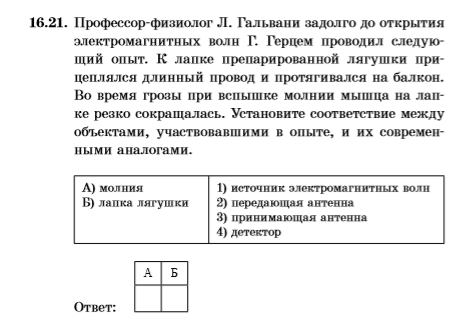 16.21. Профессор-физиолог Л. Гальвани задолго до открытия
электромагнитных волн Г. Герцем проводил следую-
щий опыт. К лапке препарированной лягушки при-
цеплялся длинный провод и протягивался на балкон.
Во время грозы при вспышке молнии мышца на лап-
ке резко сокращалась. Установите соответствие между
объектами, участвовавшими в опыте, и их современ-
ными аналогами.
А) молния
Б) лапка лягушки
1) источник электромагнитных волн
2) передающая антенна
3) принимающая антенна
4) детектор
А Б
Ответ: